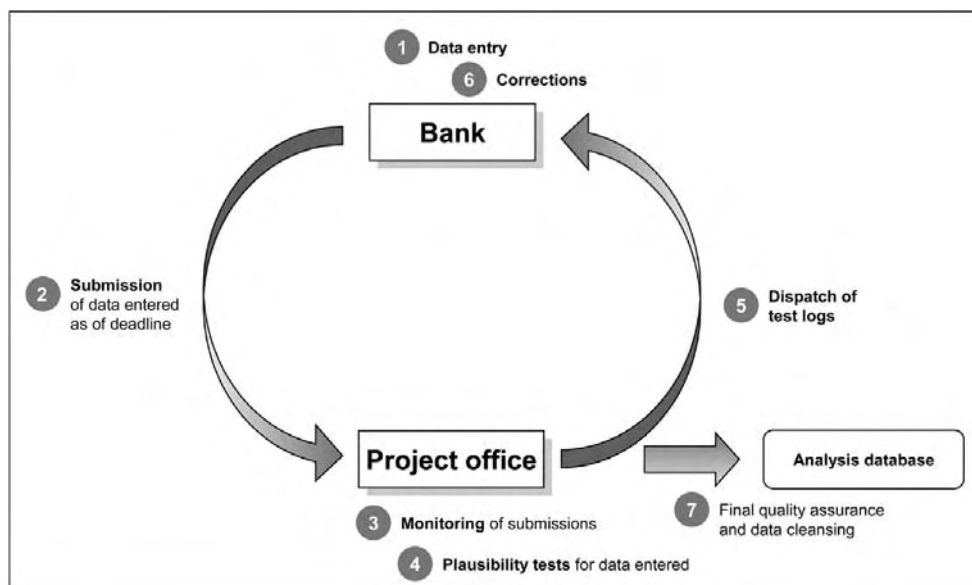 1 Data entry
6 Corrections
Bank
2 Submission
of data entered
as of deadline
5 Dispatch of
test logs
Project office
Analysis database
3 Monitoring of submissions
4 Plausibility tests for data entered
7 Final quality assurance
and data cleansing